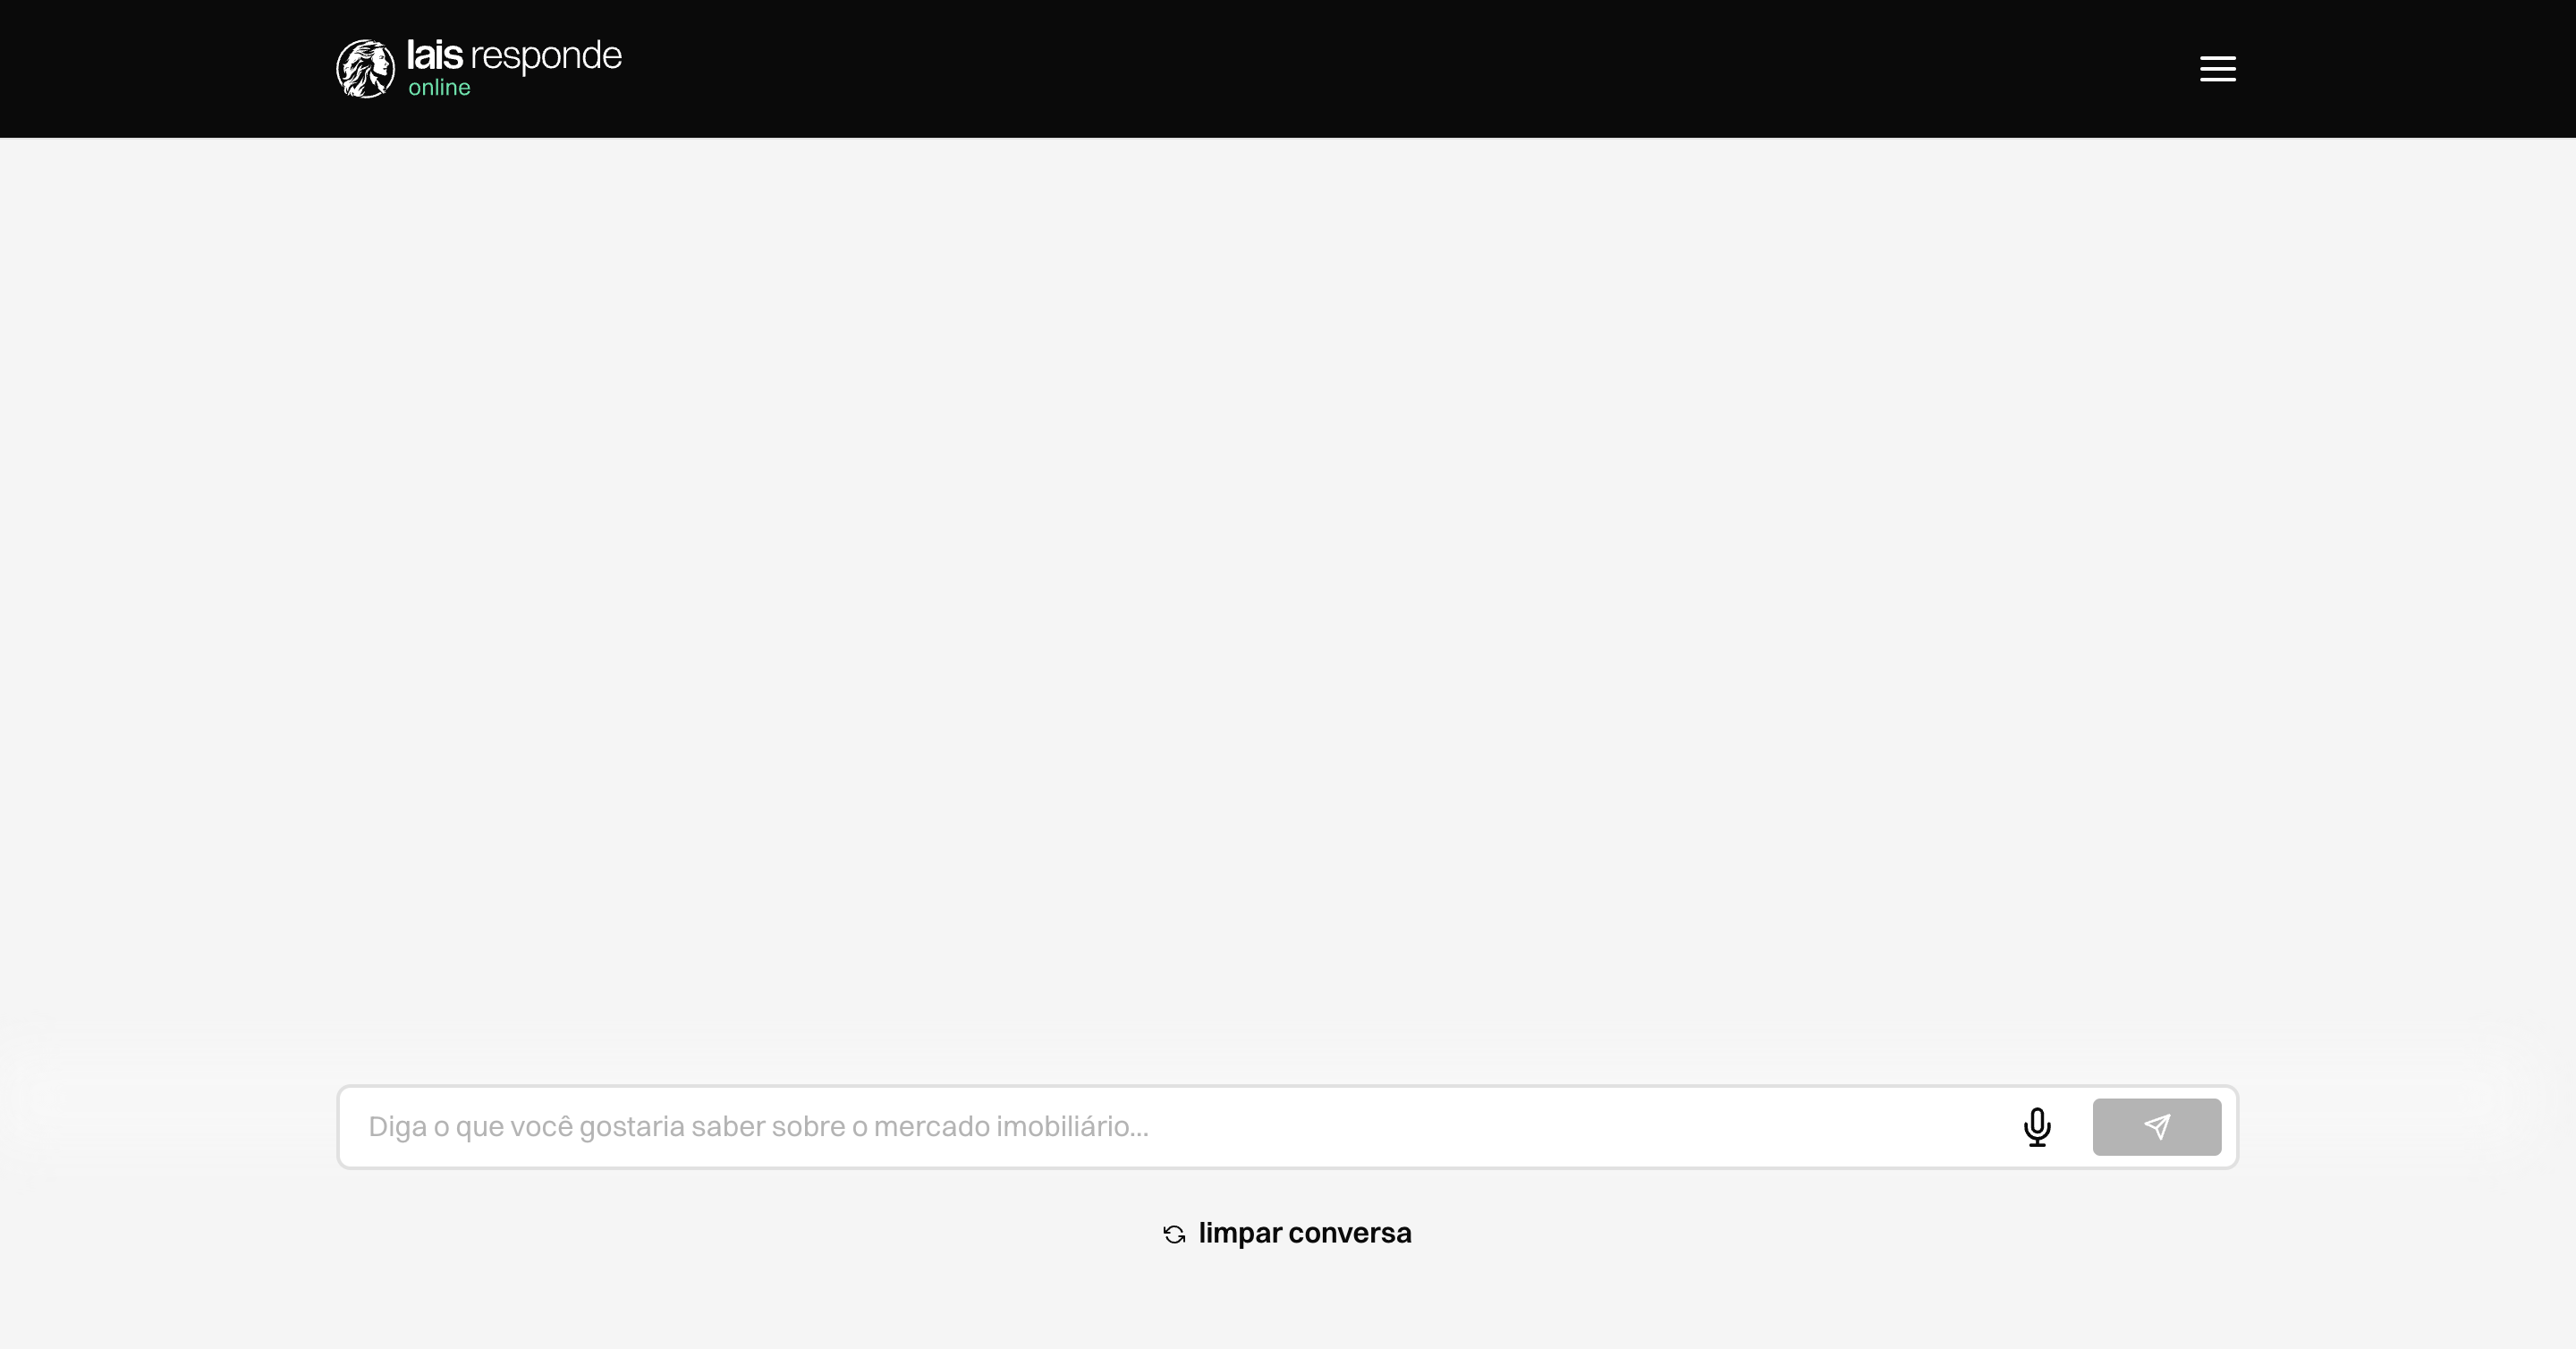 lais responde
online
Diga o que você gostaria saber sobre o mercado imobiliário...
limpar conversa